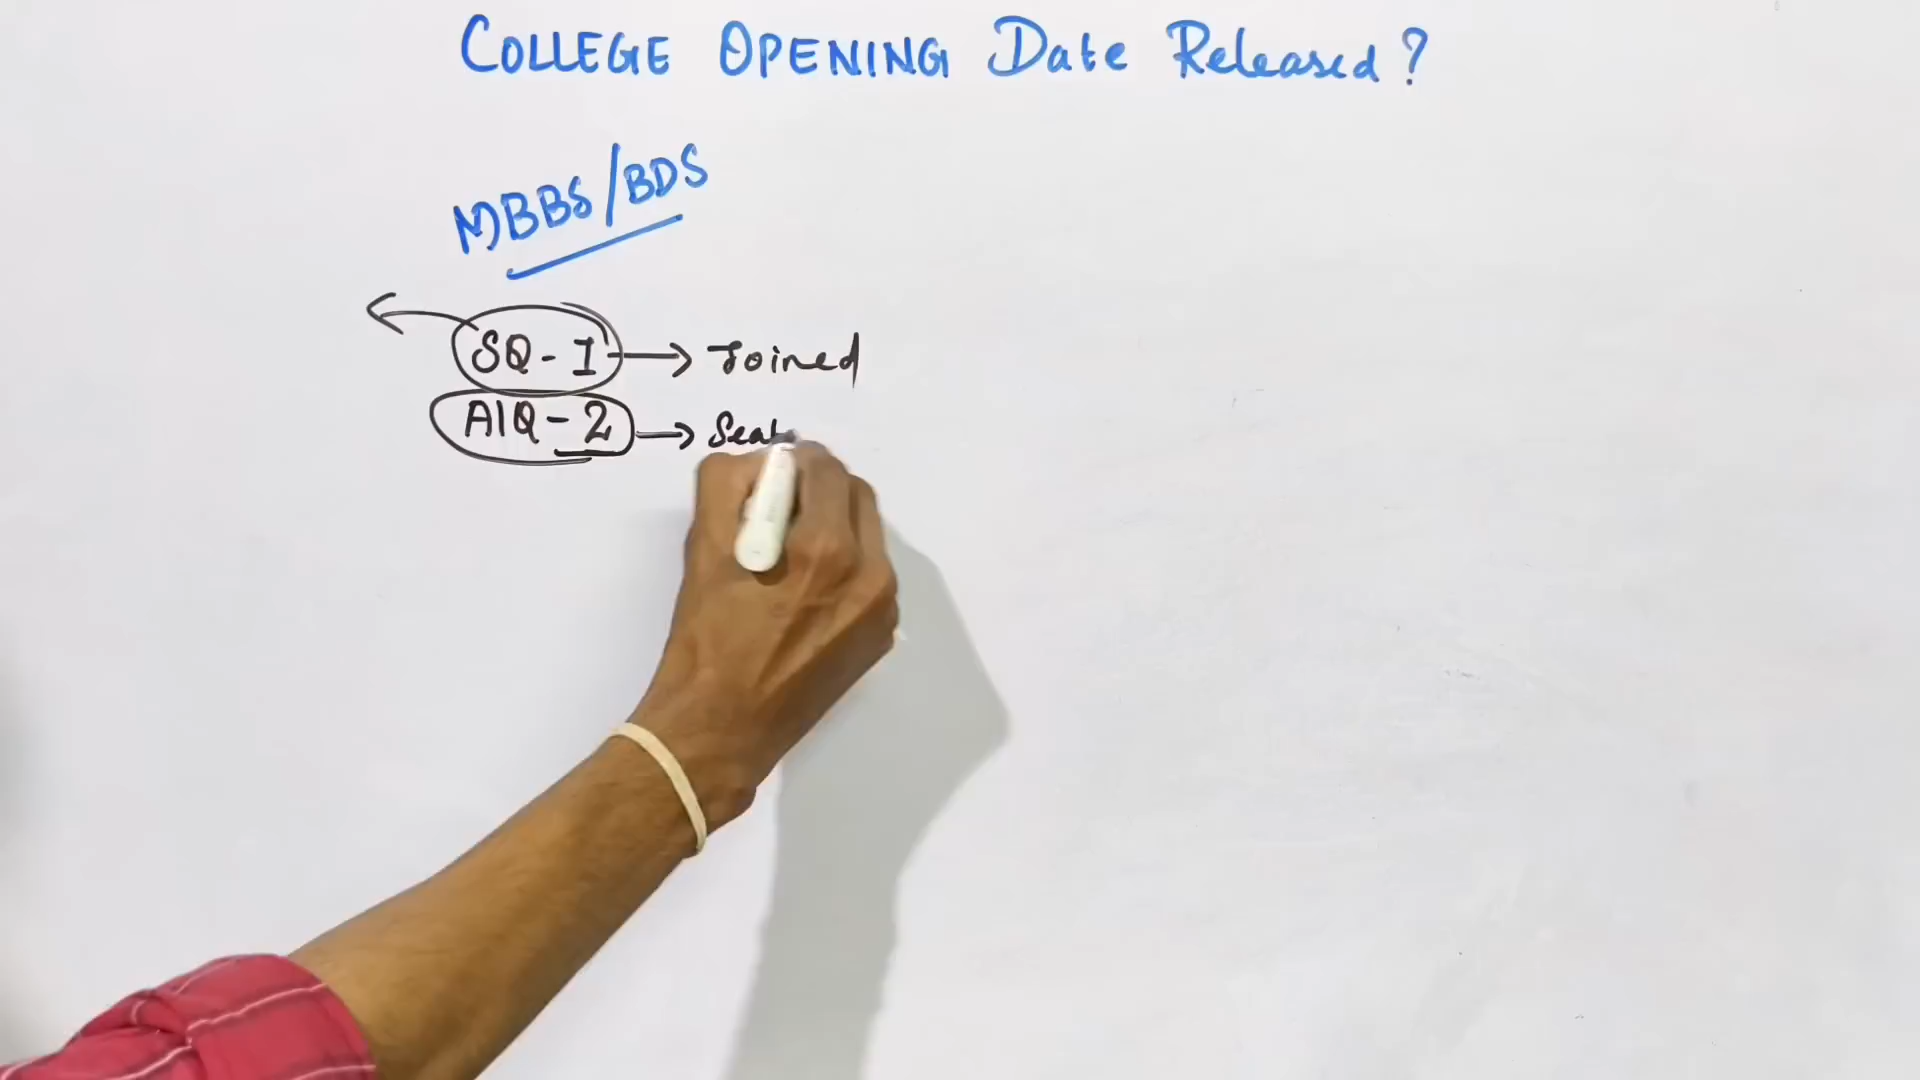 COLLEGE OPENING Date Released?
MBBS/BDS
SQ-I → Joined
AIQ-2 → Seat